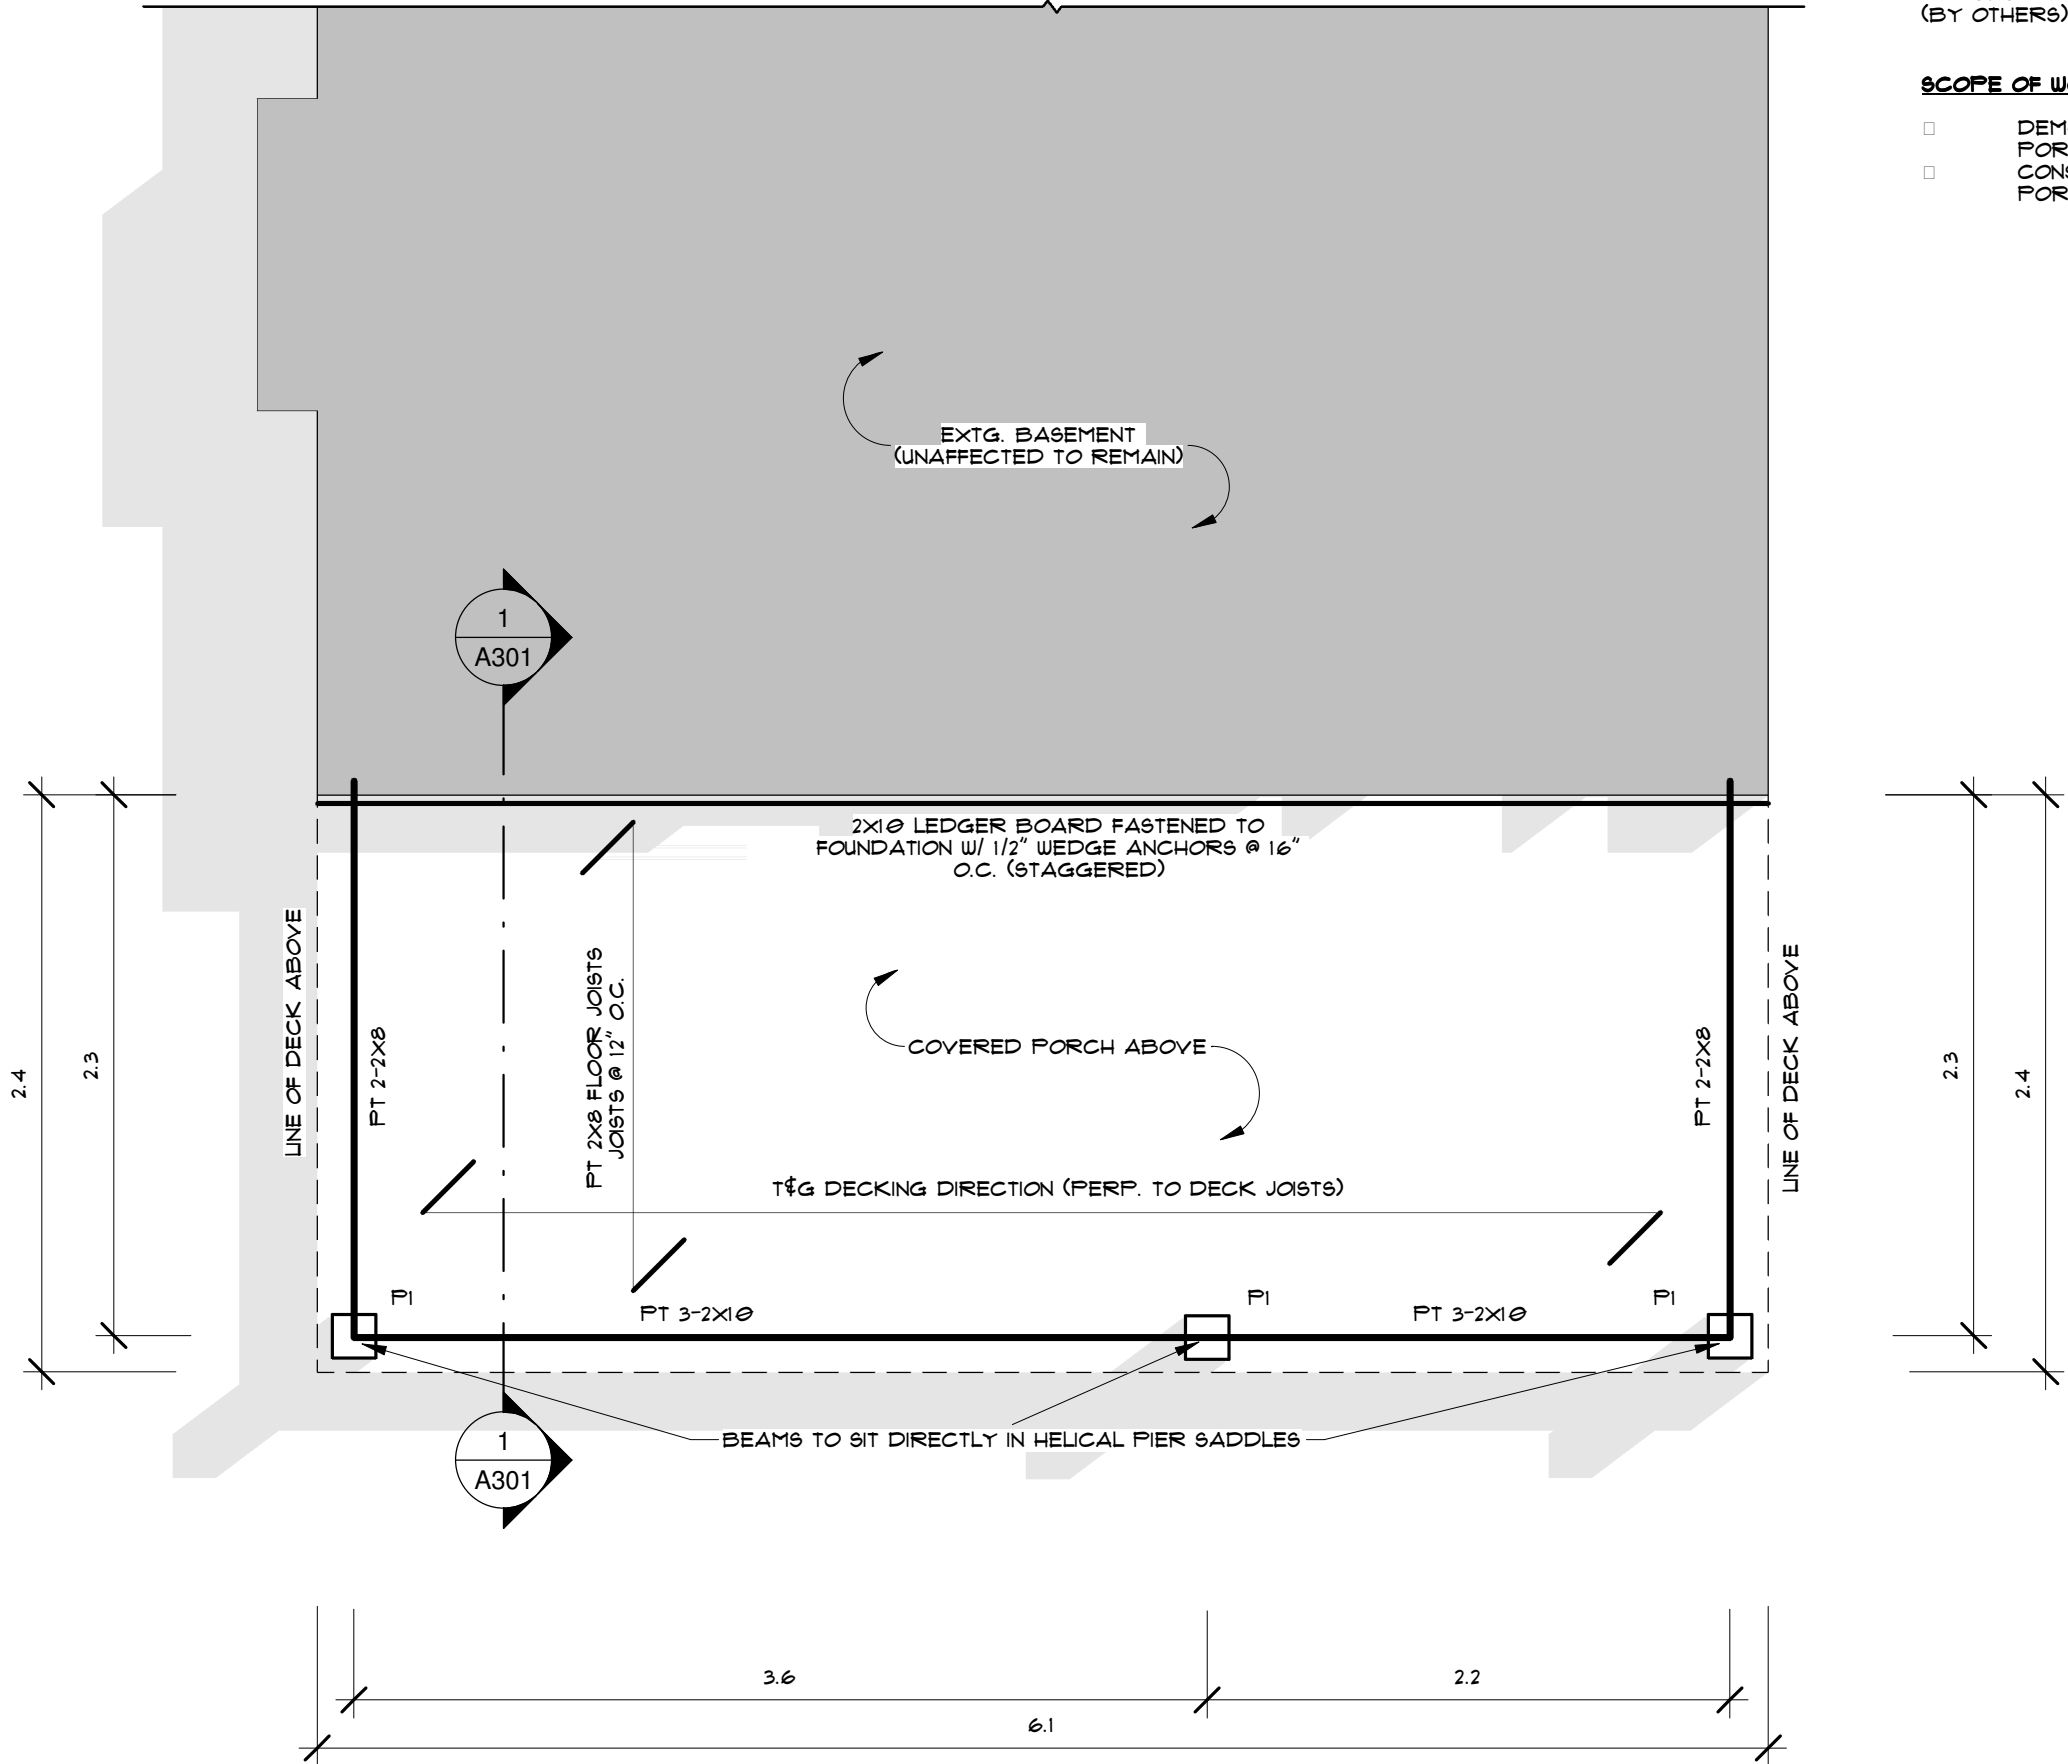 (BY OTHERS)
SCOPE OF
EXTG. BASEMENT
(UNAFFECTED TO REMAIN)
1
A301
2X10 LEDGER BOARD FASTENED TO
FOUNDATION W/ 1/2" WEDGE ANCHORS @ 16"
O.C. (STAGGERED)
LINE OF DECK ABOVE
2.4
2.3
PT 2-2X8
PT 2X8 FLOOR JOISTS
JOISTS @ 12" O.C.
COVERED PORCH ABOVE
PT 2-2X8
LINE OF DECK ABOVE
2.3
2.4
T&G DECKING DIRECTION (PERP. TO DECK JOISTS)
P1
PT 3-2X10
P1
PT 3-2X10
P1
BEAMS TO SIT DIRECTLY IN HELICAL PIER SADDLES
1
A301
3.6
2.2
6.1